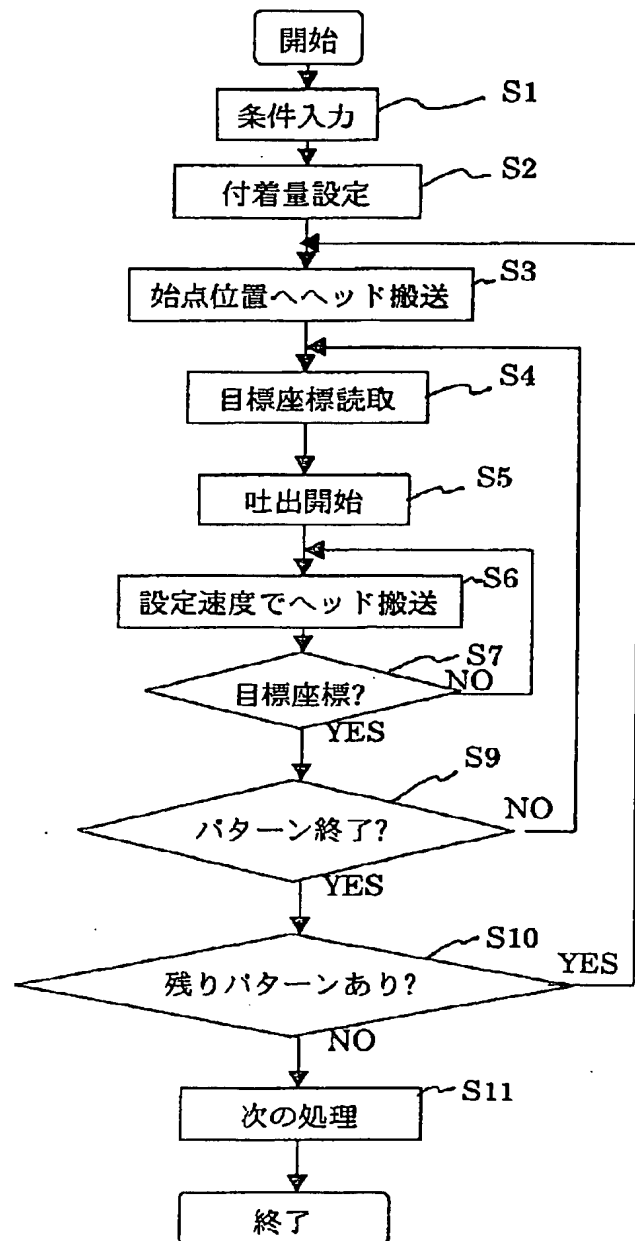 開始
S1
条件入力
S2
付着量設定
S3
始点位置へヘッド搬送
S4
目標座標読取
S5
吐出開始
S6
設定速度でヘッド搬送
S7
目標座標?
NO
YES
S9
パターン終了?
NO
YES
S10
残りパターンあり?
YES
NO
S11
次の処理
終了